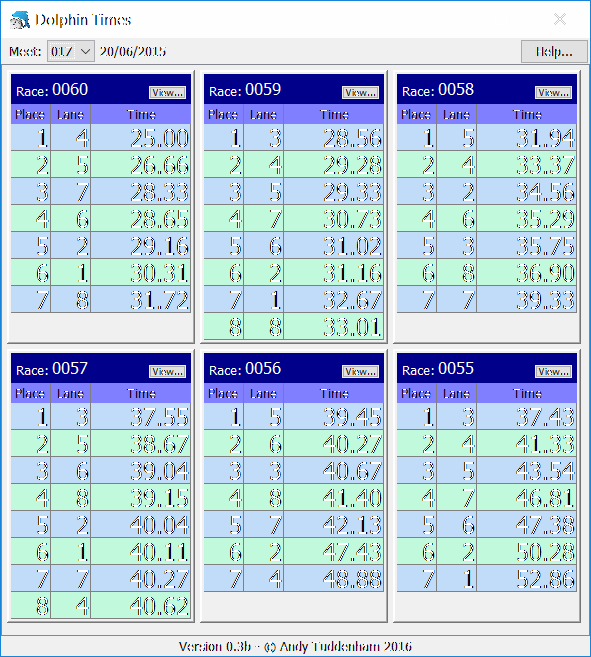 Dolphin Times
Meet: 017 20/06/2015 Help...
Race: 0060 View...
Place Lane Time
1 4 25.00
2 5 26.66
3 7 28.33
4 6 28.65
5 2 29.16
6 1 30.31
7 8 31.72
Race: 0059 View...
Place Lane Time
1 3 28.56
2 4 29.28
3 5 29.33
4 7 30.73
5 6 31.02
6 2 31.16
7 1 32.67
8 8 33.01
Race: 0058 View...
Place Lane Time
1 5 31.94
2 4 33.37
3 2 34.56
4 6 35.29
5 3 35.75
6 8 36.90
7 7 39.33
Race: 0057 View...
Place Lane Time
1 3 37.55
2 5 38.67
3 6 39.04
4 8 39.15
5 2 40.04
6 1 40.11
7 7 40.27
8 4 40.62
Race: 0056 View...
Place Lane Time
1 5 39.45
2 6 40.27
3 3 40.67
4 8 41.40
5 7 42.13
6 2 47.43
7 4 48.88
Race: 0055 View...
Place Lane Time
1 3 37.43
2 4 41.33
3 5 43.54
4 7 46.81
5 6 47.38
6 2 50.28
7 1 52.86
Version 0.3b - © Andy Tuddenham 2016